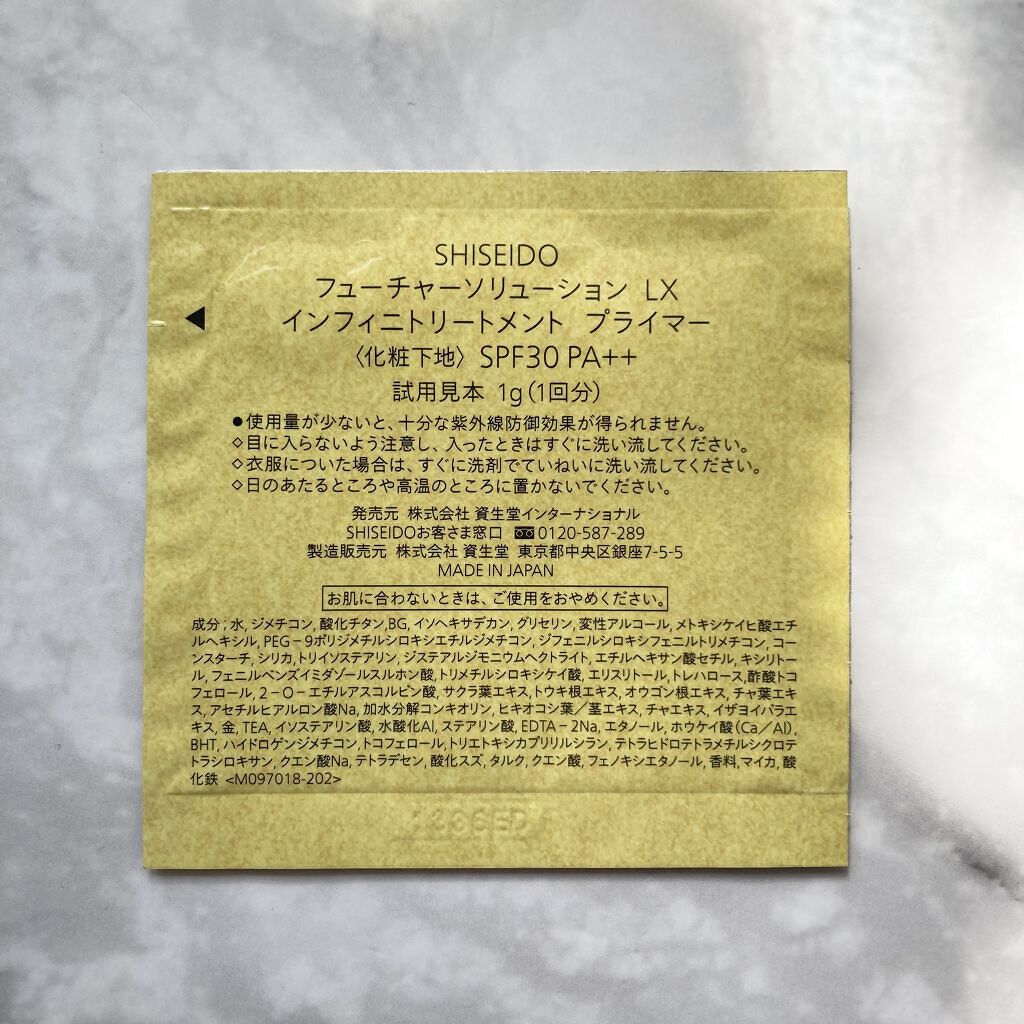 SHISEIDO
フューチャーソリューション LX
インフィニトリートメント プライマー
〈化粧下地〉 SPF30 PA++
試用見本 1g(1回分)
●使用量が少ないと、十分な紫外線防御効果が得られません。
◇目に入らないよう注意し、入ったときはすぐに洗い流してください。
◇衣服についた場合は、すぐに洗剤でていねいに洗い流してください。
◇日のあたるところや高温のところに置かないでください。
発売元 株式会社 資生堂インターナショナル
SHISEIDOお客さま窓口 0120-587-289
製造販売元 株式会社 資生堂 東京都中央区銀座7-5-5
MADE IN JAPAN
お肌に合わないときは、ご使用をおやめください。
成分;水,ジメチコン,酸化チタン,BG,イソヘキサデカン,グリセリン,変性アルコール,メトキシケイヒ酸エチ
ルヘキシル,PEG−9ポリジメチルシロキシエチルジメチコン,ジフェニルシロキシフェニルトリメチコン,コー
ンスターチ,シリカ,トリイソステアリン,ジステアルジモニウムヘクトライト,エチルヘキサン酸セチル,キシリトー
ル,フェニルベンズイミダゾールスルホン酸,トリメチルシロキシケイ酸,エリスリトール,トレハロース,酢酸トコ
フェロール,2−O−エチルアスコルビン酸,サクラ葉エキス,トウキ根エキス,オウゴン根エキス,チャ葉エキ
ス,アセチルヒアルロン酸Na,加水分解コンキオリン,ヒキオコシ葉/茎エキス,チャエキス,イザヨイバラエ
キス,金,TEA,イソステアリン酸,水酸化Al,ステアリン酸,EDTA−2Na,エタノール,ホウケイ酸(Ca/Al),
BHT,ハイドロゲンジメチコン,トコフェロール,トリエトキシカプリリルシラン,テトラヒドロテトラメチルシクロテ
トラシロキサン,クエン酸Na,テトラデセン,酸化スズ,タルク,クエン酸,フェノキシエタノール,香料,マイカ,酸
化鉄 <M097018-202>